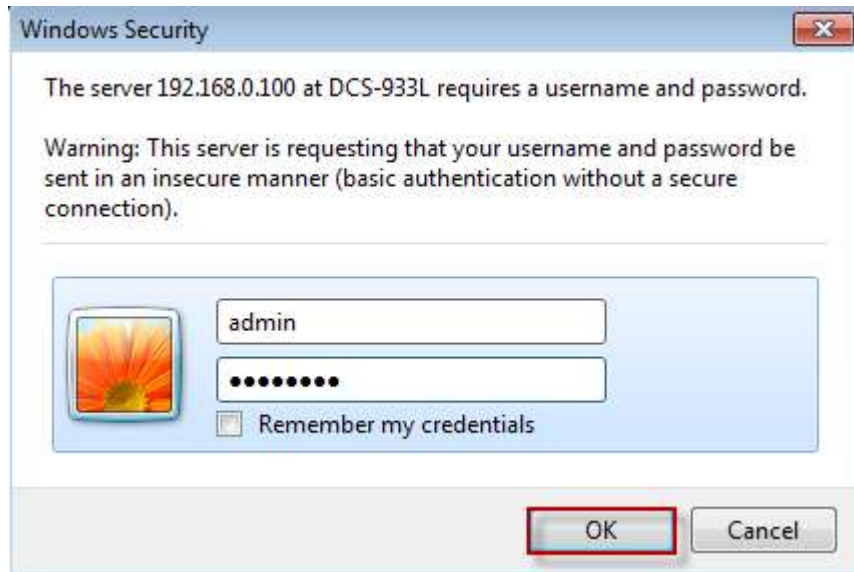 Windows Security
The server 192.168.0.100 at DCS-933L requires a username and password.
Warning: This server is requesting that your username and password be
sent in an insecure manner (basic authentication without a secure
connection).
admin
●●●●●●●●
Remember my credentials
OK
Cancel